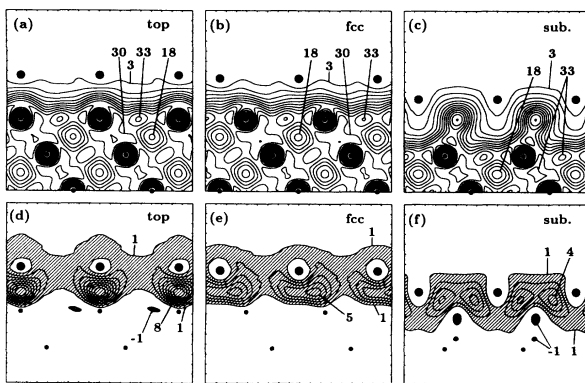 (a) top
30 33 18
3
(b) fcc
18 30 33
3
(c) sub.
3
18 33
(d) top
1
-1 8 1
(e) fcc
1
5 1
(f) sub.
1 4
-1 1